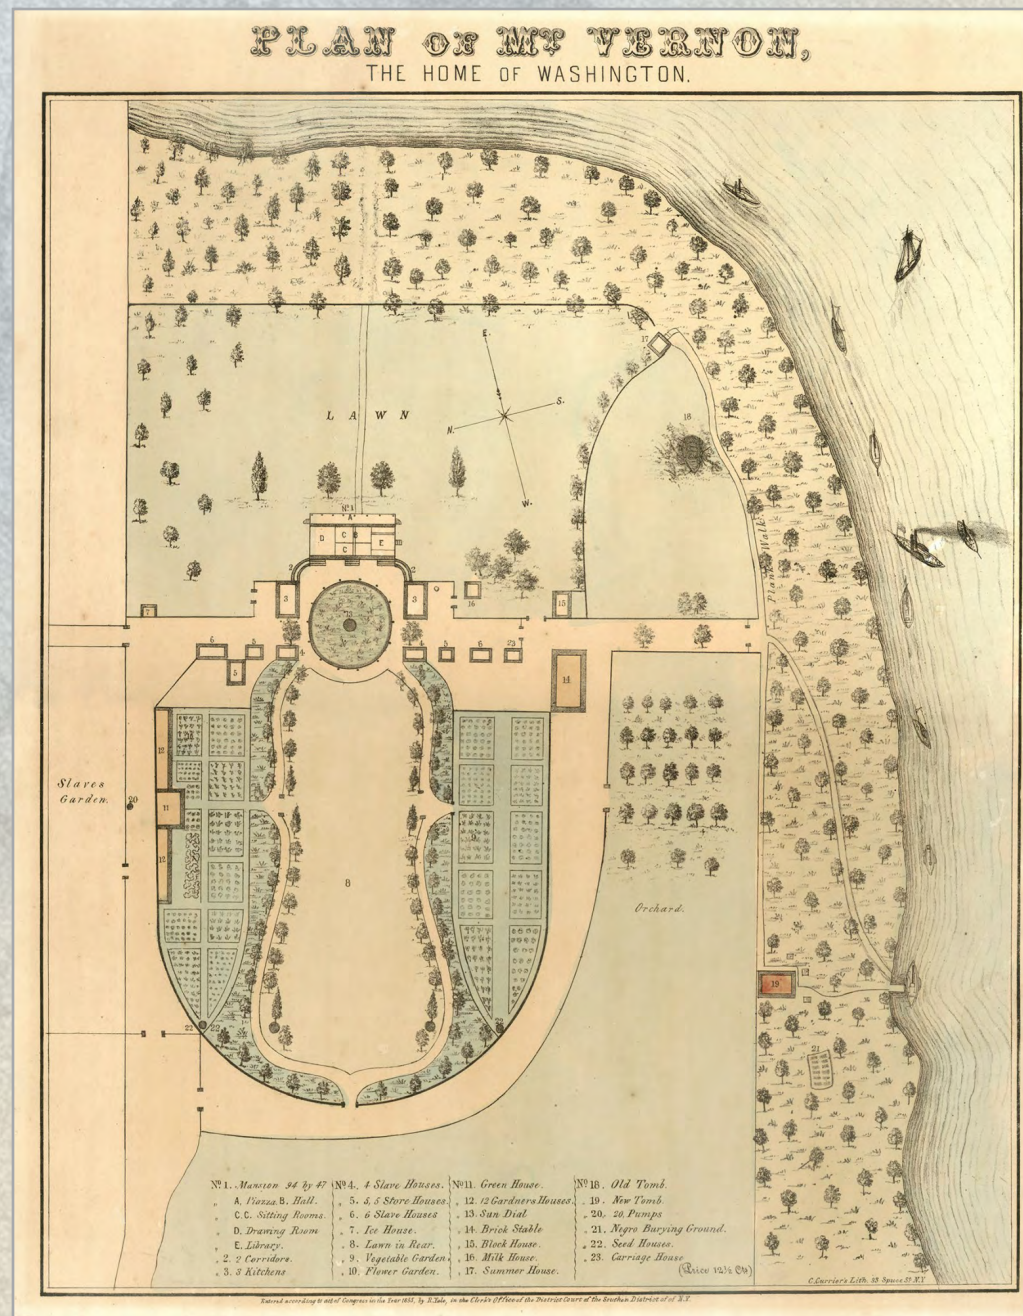 PLAN OF MT VERNON,
THE HOME OF WASHINGTON.
E.
S.
N.
W.
17
LAWN
18
No 1
A
D
C
B
E
C
2
2
3
3
7
16
15
Plank Walk
6
5
4
4
5
6
23
5
14
12
Slaves
Garden.
20
11
9
12
8
Orchard.
19
22
22
22
21
No 1. Mansion 94 by 47
„ A. Piazza. B. Hall.
„ C.C. Sitting Rooms.
„ D. Drawing Room
„ E. Library.
„ 2. 2 Corridors.
„ 3. 3 Kitchens
No 4. 4 Slave Houses.
„ 5. 5, 5 Store Houses.
„ 6. 6 Slave Houses
„ 7. Ice House.
„ 8. Lawn in Rear.
„ 9. Vegetable Garden
„ 10. Flower Garden.
No 11. Green House.
„ 12. 12 Gardners Houses.
„ 13. Sun Dial
„ 14. Brick Stable
„ 15. Block House.
„ 16. Milk House.
„ 17. Summer House.
No 18. Old Tomb.
„ 19. New Tomb.
„ 20. 20. Pumps
„ 21. Negro Burying Ground.
„ 22. Seed Houses.
„ 23. Carriage House
(Price 12½ Cts)
C. Currier's Lith. 33 Spruce St N.Y.
Entered according to act of Congress in the Year 1855, by R. Yale, in the Clerk's Office of the District Court of the Southern District of of N.Y.